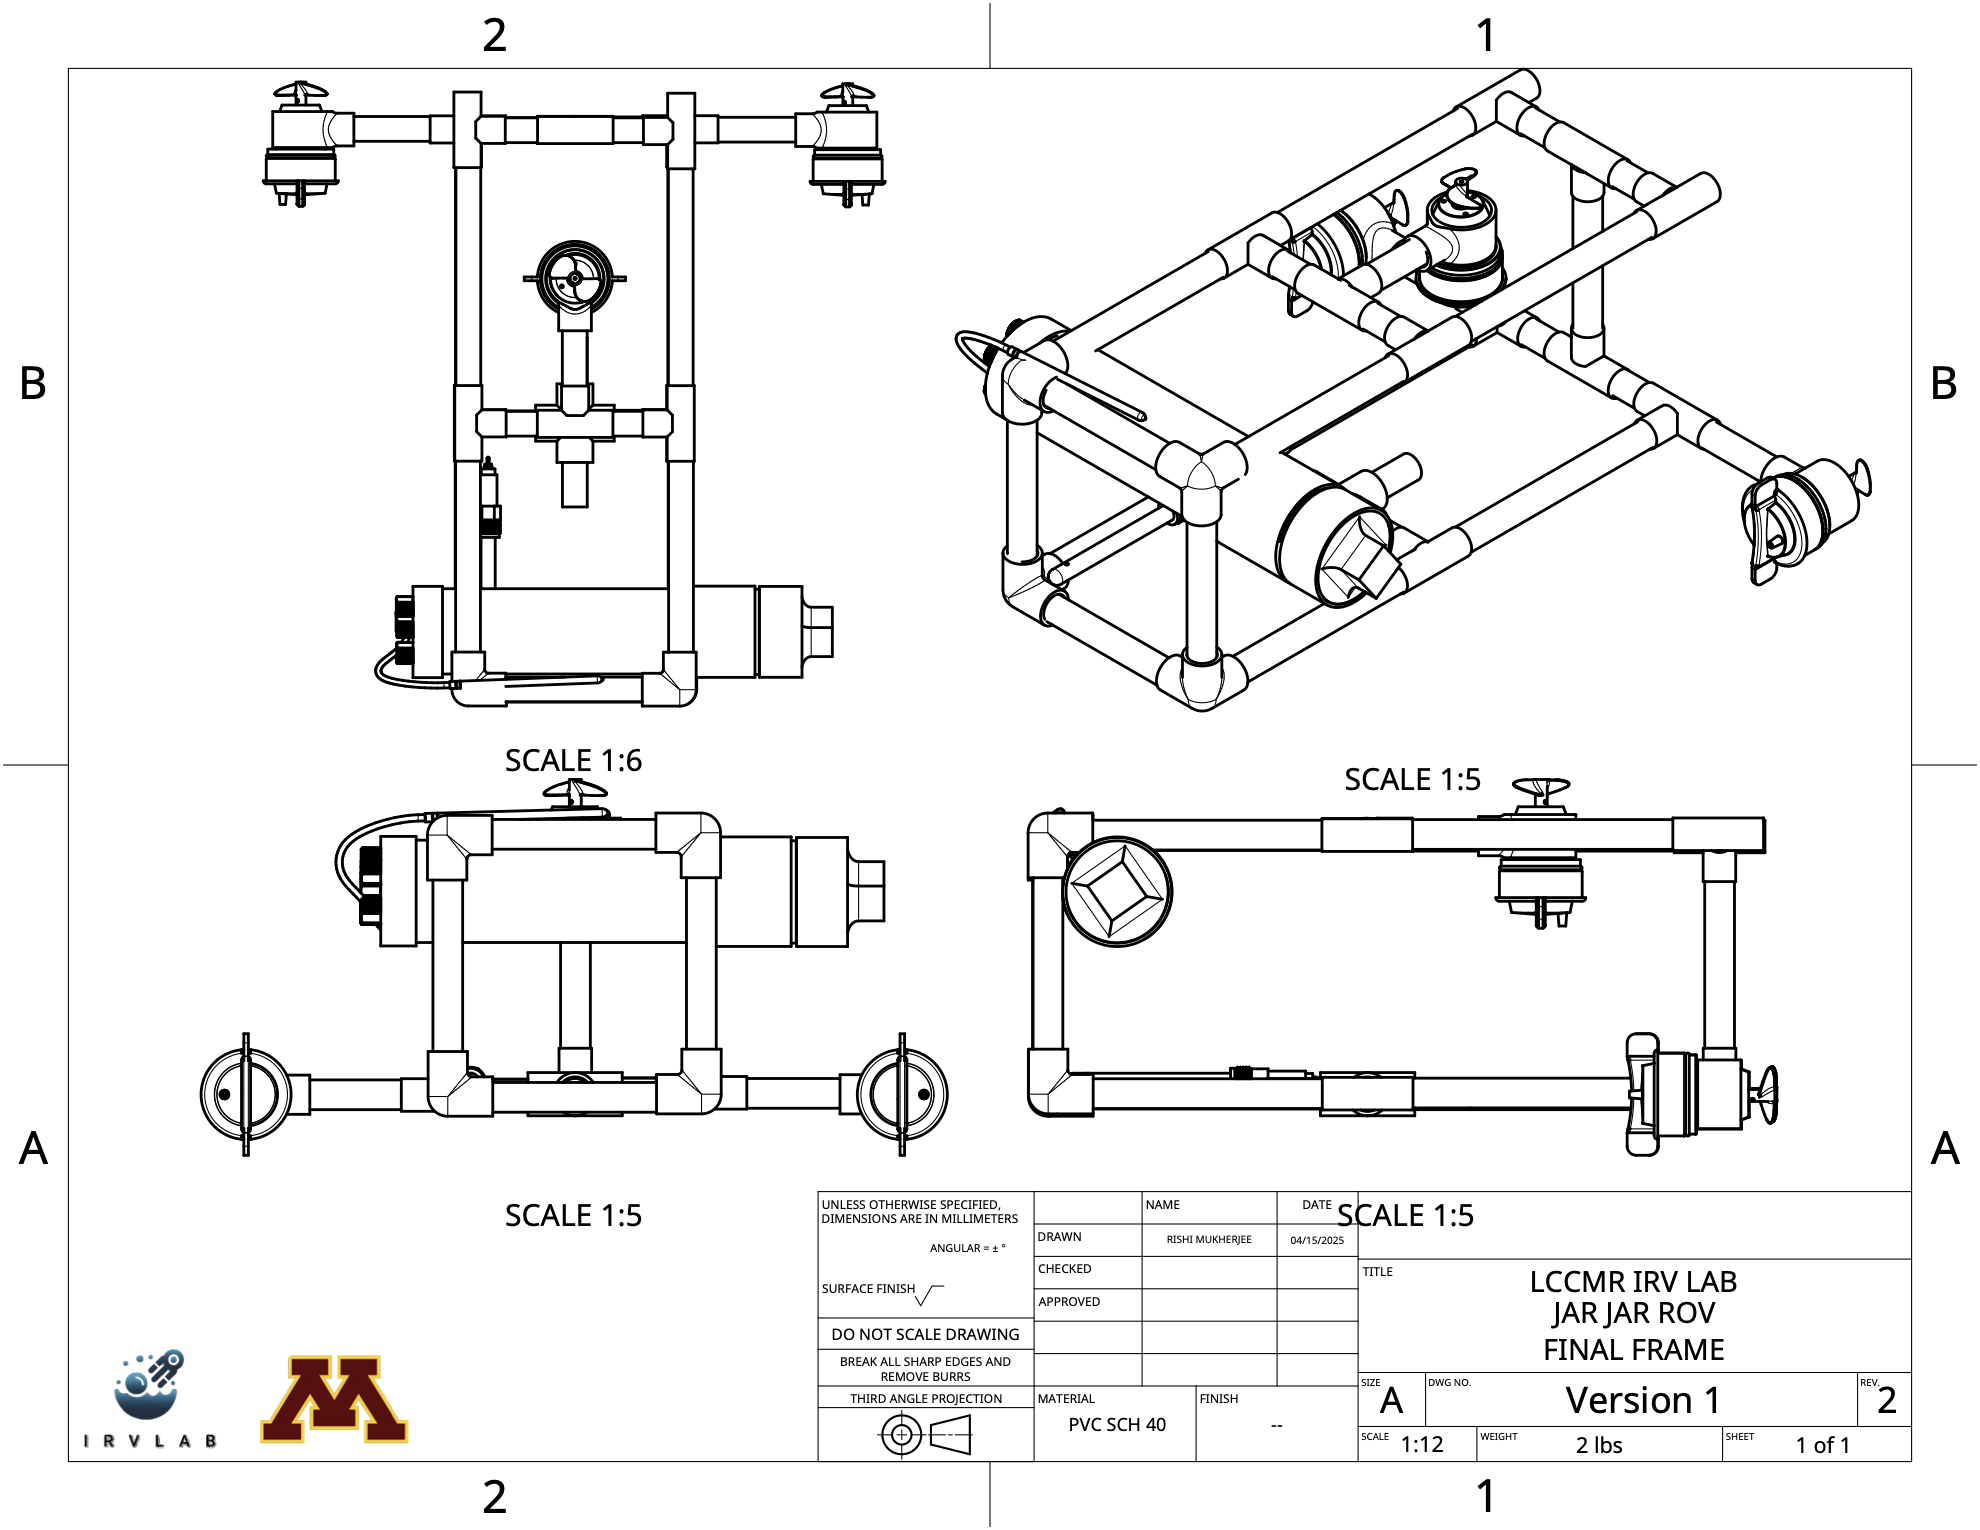 2
1
B
B
SCALE 1:6
SCALE 1:5
A
A
SCALE 1:5
SCALE 1:5
UNLESS OTHERWISE SPECIFIED,
DIMENSIONS ARE IN MILLIMETERS
ANGULAR = ± °
SURFACE FINISH
DO NOT SCALE DRAWING
BREAK ALL SHARP EDGES AND
REMOVE BURRS
THIRD ANGLE PROJECTION
NAME
DATE
DRAWN
RISHI MUKHERJEE
04/15/2025
CHECKED
APPROVED
MATERIAL
PVC SCH 40
FINISH
--
TITLE
LCCMR IRV LAB
JAR JAR ROV
FINAL FRAME
SIZE
A
DWG NO.
Version 1
REV.
2
SCALE
1:12
WEIGHT
2 lbs
SHEET
1 of 1
IRVLAB
M
2
1